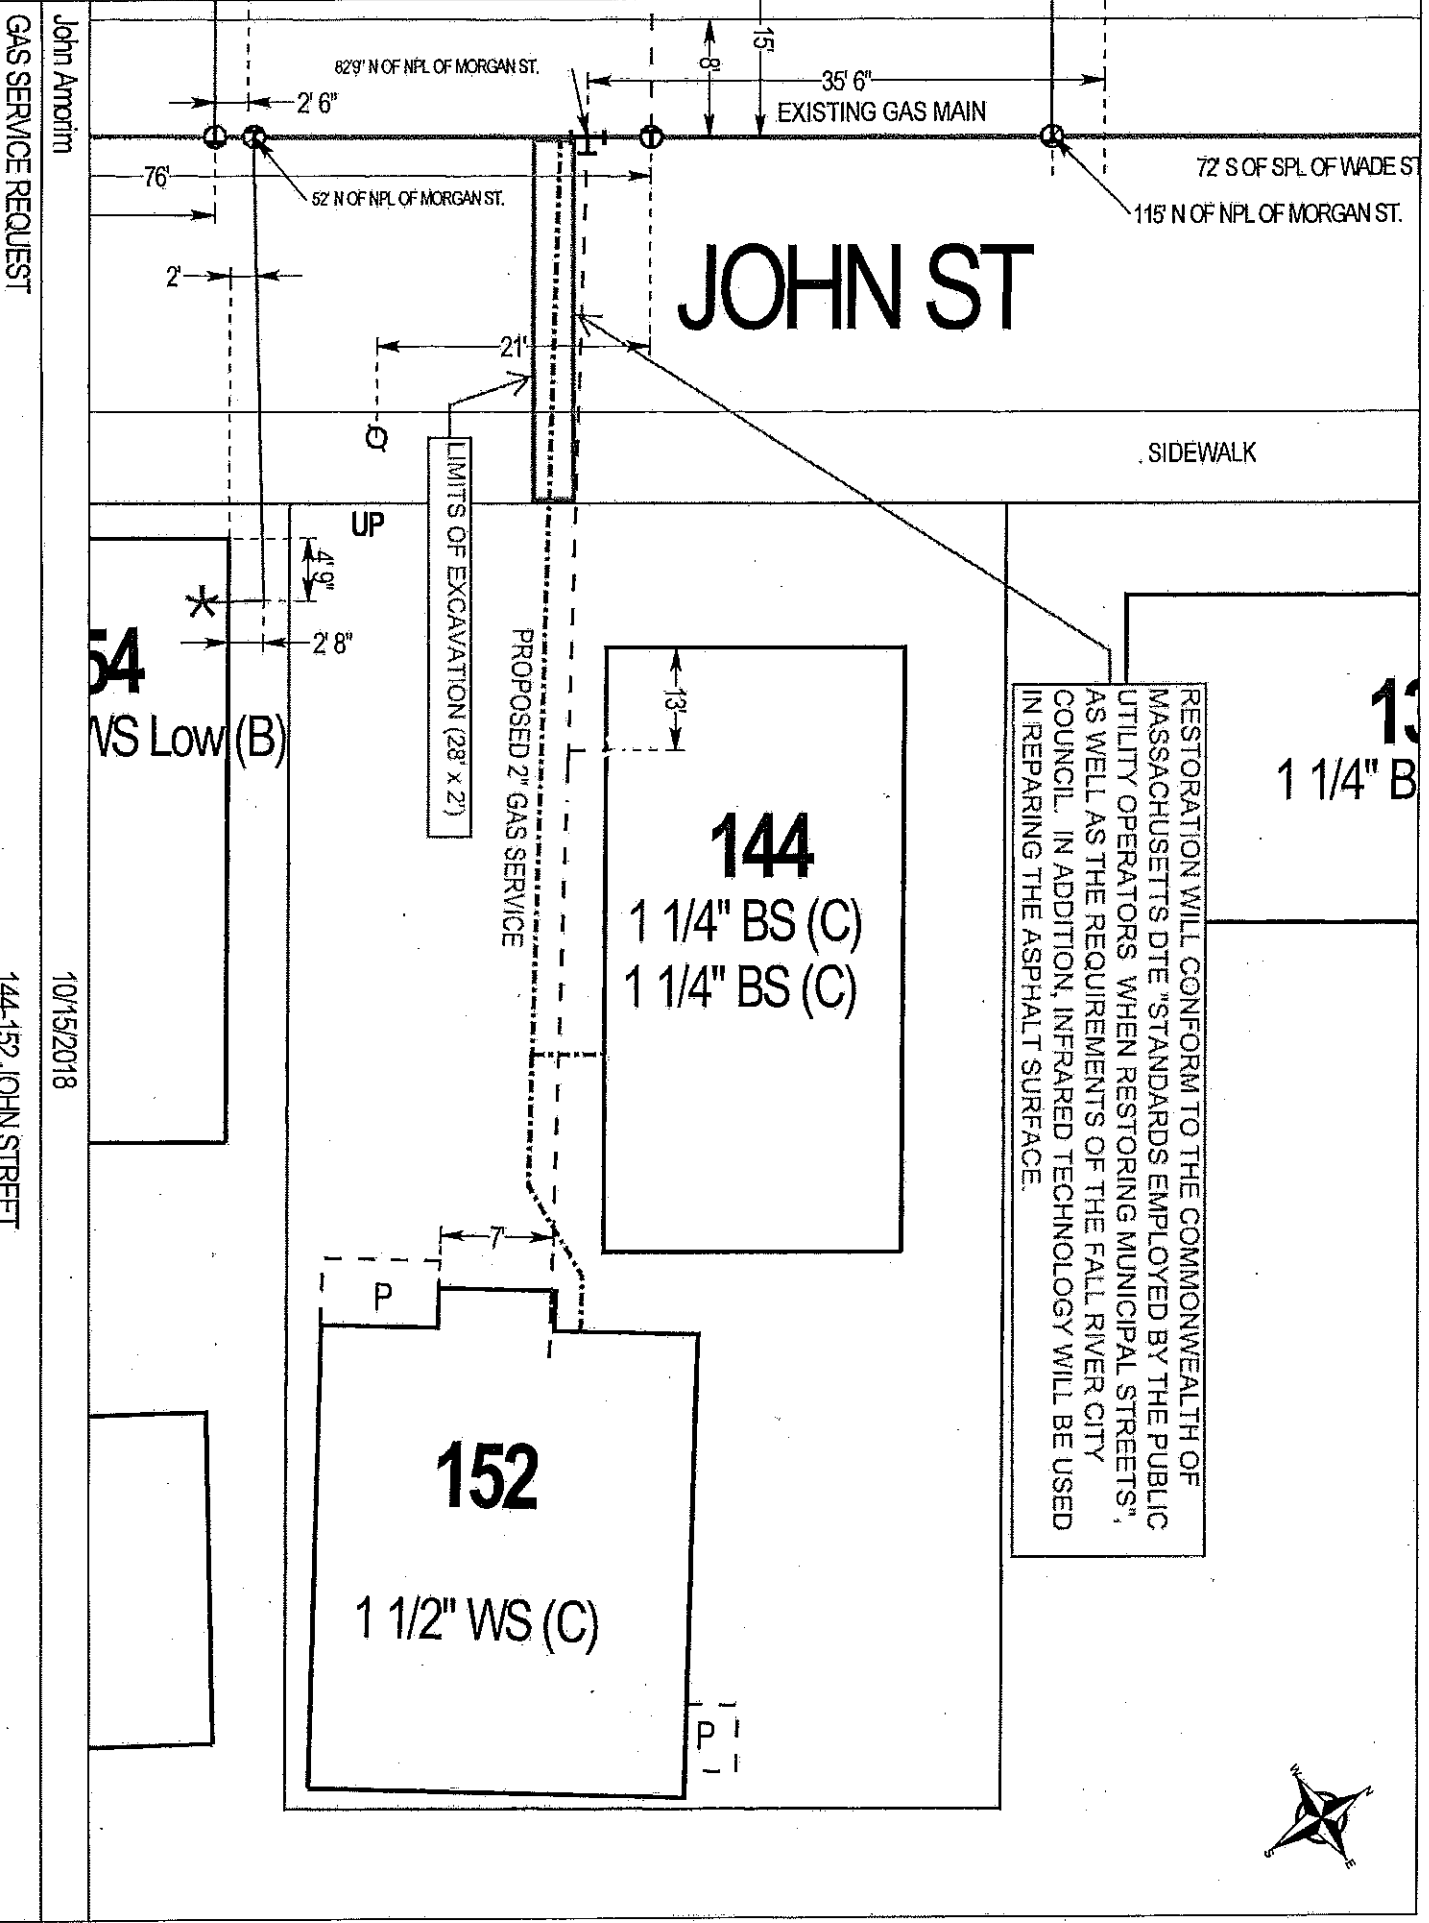 15'
8'
82'9" N OF NPL OF MORGAN ST.
35' 6"
2' 6"
EXISTING GAS MAIN
76'
72' S OF SPL OF WADE ST
52' N OF NPL OF MORGAN ST.
115' N OF NPL OF MORGAN ST.
JOHN ST
2'
21'
SIDEWALK
UP
LIMITS OF EXCAVATION (28' x 2')
4' 9"
2' 8"
54
WS Low (B)
PROPOSED 2" GAS SERVICE
13'
144
1 1/4" BS (C)
1 1/4" BS (C)
13
1 1/4" B
RESTORATION WILL CONFORM TO THE COMMONWEALTH OF
MASSACHUSETTS DTE "STANDARDS EMPLOYED BY THE PUBLIC
UTILITY OPERATORS WHEN RESTORING MUNICIPAL STREETS",
AS WELL AS THE REQUIREMENTS OF THE FALL RIVER CITY
COUNCIL. IN ADDITION, INFRARED TECHNOLOGY WILL BE USED
IN REPARING THE ASPHALT SURFACE.
7'
P
152
1 1/2" WS (C)
P
N
E
S
W
John Amorim
10/15/2018
GAS SERVICE REQUEST
144-152 JOHN STREET